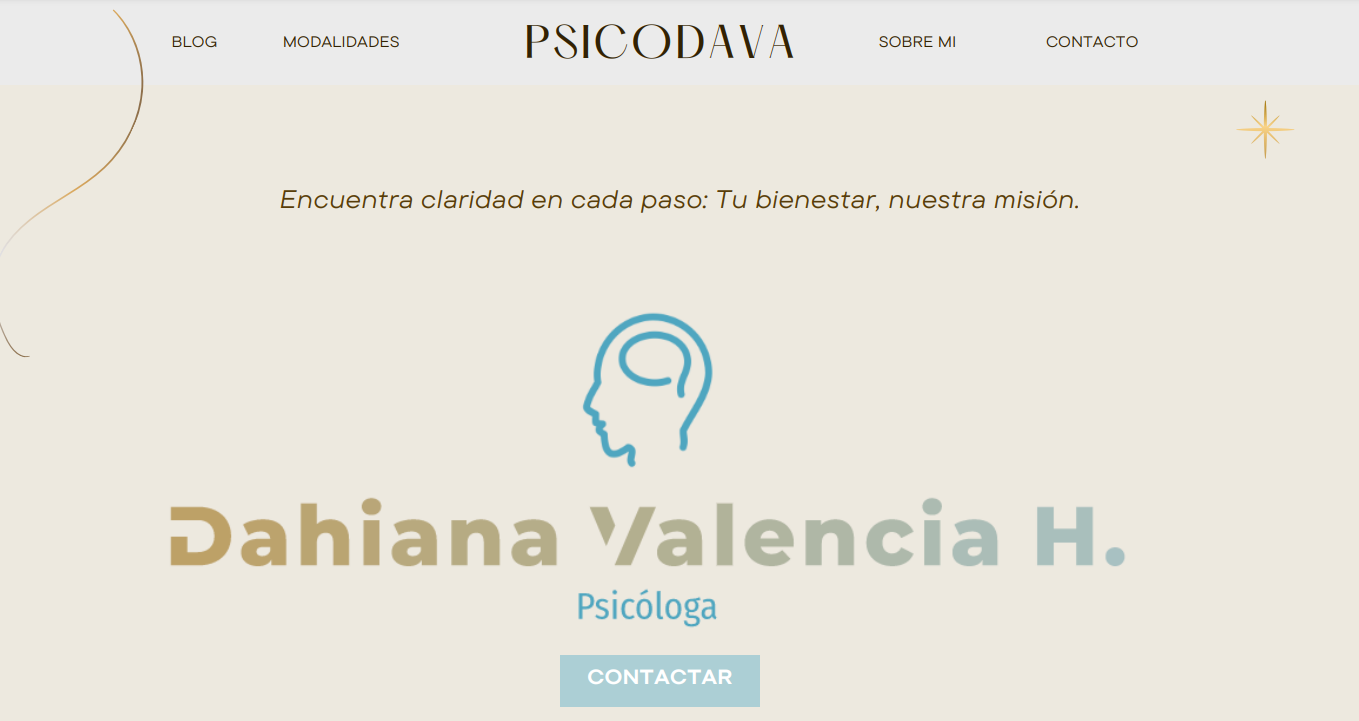 BLOG
MODALIDADES
PSICODAVA
SOBRE MI
CONTACTO
Encuentra claridad en cada paso: Tu bienestar, nuestra misión.
Dahiana Valencia H.
Psicóloga
CONTACTAR